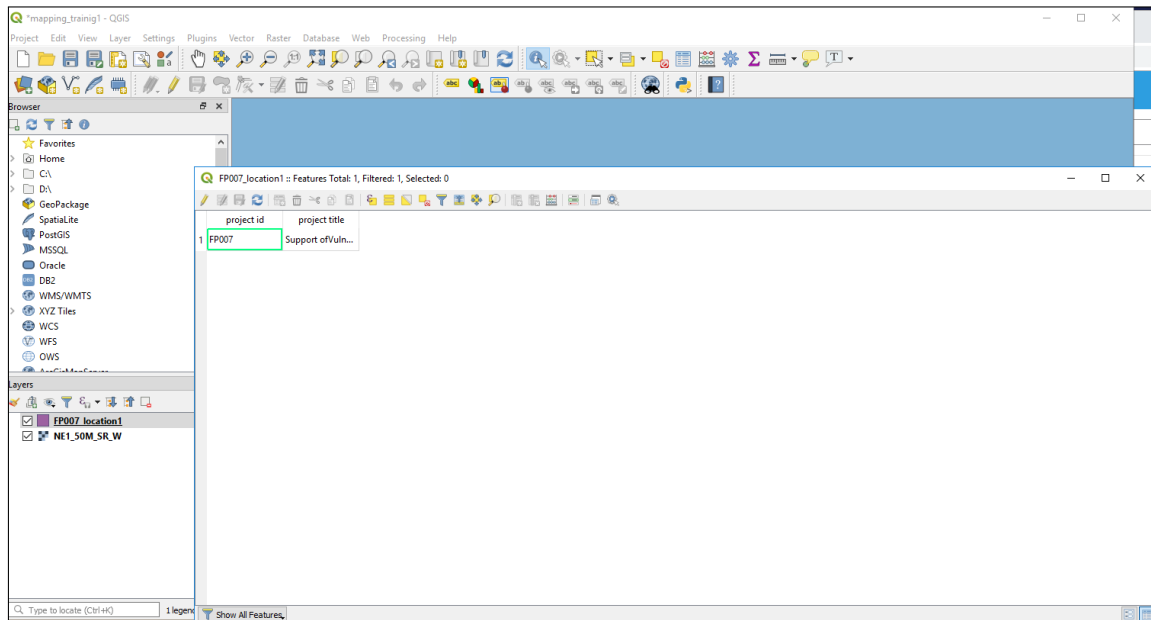 *mapping_trainig1 - QGIS
Project Edit View Layer Settings Plugins Vector Raster Database Web Processing Help
Browser
Favorites
Home
C:\
D:\
GeoPackage
SpatiaLite
PostGIS
MSSQL
Oracle
DB2
WMS/WMTS
XYZ Tiles
WCS
WFS
OWS
Layers
FP007_location1
NE1_50M_SR_W
Type to locate (Ctrl+K)
1 legen
FP007_location1 :: Features Total: 1, Filtered: 1, Selected: 0
project id project title
1 FP007 Support ofVuln...
Show All Features